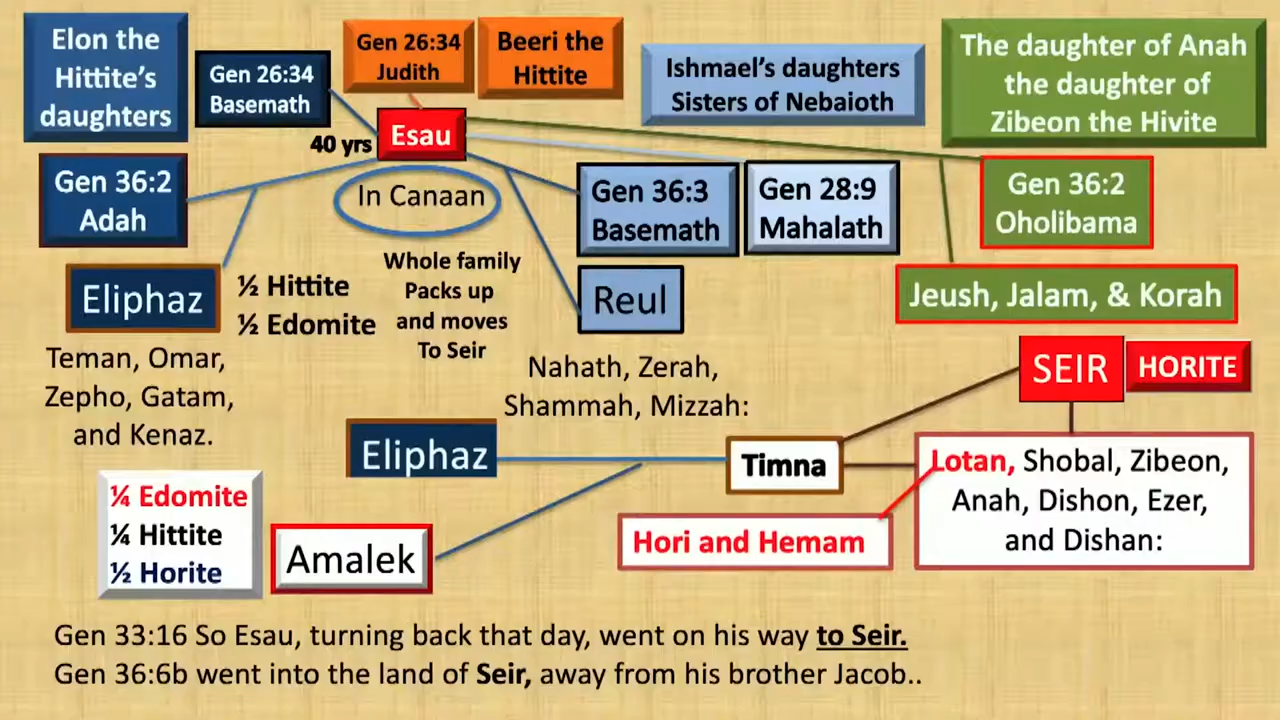 Elon the
Hittite's
daughters
Gen 26:34
Basemath
Gen 26:34
Judith
Beeri the
Hittite
Ishmael's daughters
Sisters of Nebaioth
The daughter of Anah
the daughter of
Zibeon the Hivite
40 yrs
Esau
In Canaan
Gen 36:2
Adah
Gen 36:3
Basemath
Gen 28:9
Mahalath
Gen 36:2
Oholibama
Eliphaz
½ Hittite
½ Edomite
Whole family
Packs up
and moves
To Seir
Reul
Jeush, Jalam, & Korah
Teman, Omar,
Zepho, Gatam,
and Kenaz.
Nahath, Zerah,
Shammah, Mizzah:
SEIR
HORITE
Eliphaz
Timna
Lotan, Shobal, Zibeon,
Anah, Dishon, Ezer,
and Dishan:
Hori and Hemam
¼ Edomite
¼ Hittite
½ Horite
Amalek
Gen 33:16 So Esau, turning back that day, went on his way to Seir.
Gen 36:6b went into the land of Seir, away from his brother Jacob..